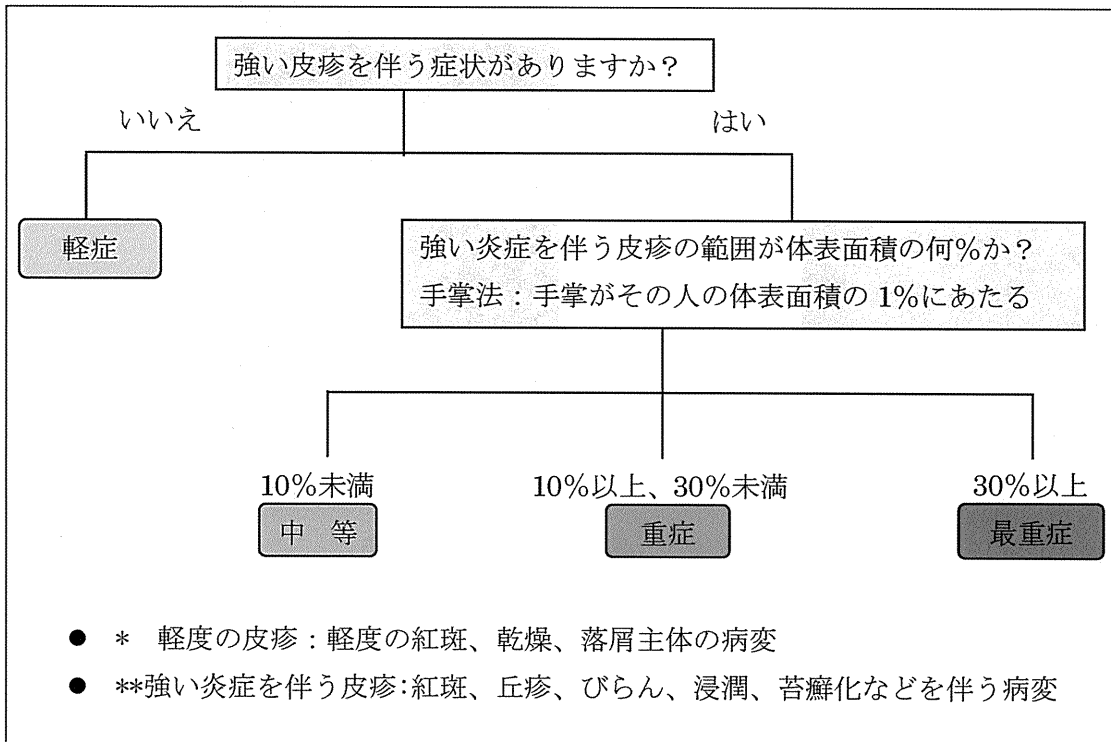 強い皮疹を伴う症状がありますか？
いいえ
はい
軽症
強い炎症を伴う皮疹の範囲が体表面積の何%か？
手掌法：手掌がその人の体表面積の 1%にあたる
10%未満
10%以上、30%未満
30%以上
中　等
重症
最重症
● *　軽度の皮疹：軽度の紅斑、乾燥、落屑主体の病変
● **強い炎症を伴う皮疹:紅斑、丘疹、びらん、浸潤、苔癬化などを伴う病変